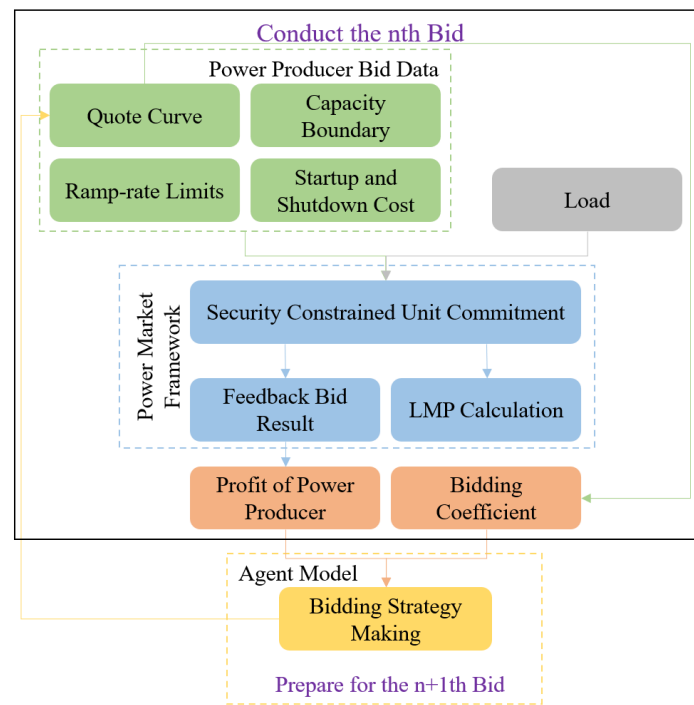 Conduct the nth Bid
Power Producer Bid Data
Quote Curve
Capacity
Boundary
Ramp-rate Limits
Startup and
Shutdown Cost
Load
Power Market
Framework
Security Constrained Unit Commitment
Feedback Bid
Result
LMP Calculation
Profit of Power
Producer
Bidding
Coefficient
Agent Model
Bidding Strategy
Making
Prepare for the n+1th Bid